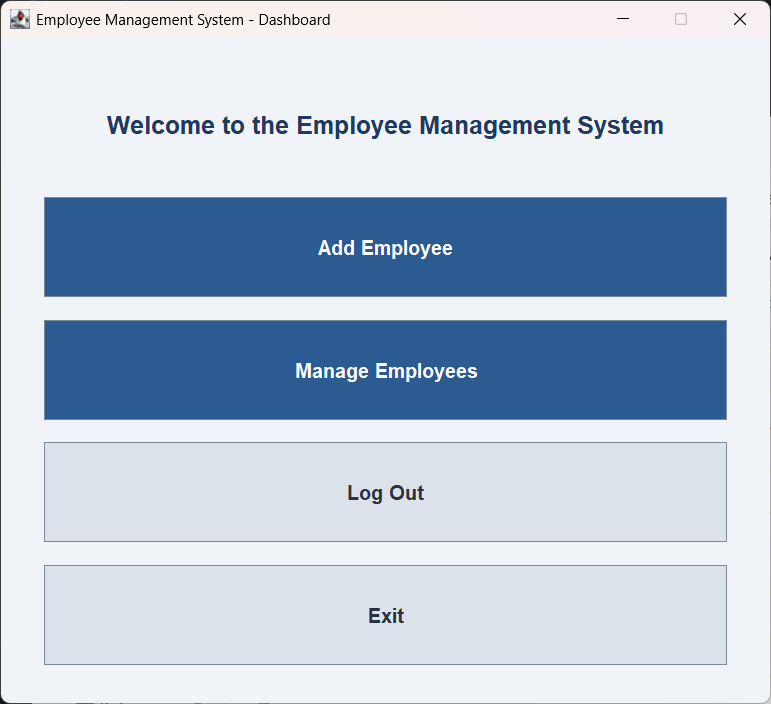 Employee Management System - Dashboard
Welcome to the Employee Management System
Add Employee
Manage Employees
Log Out
Exit